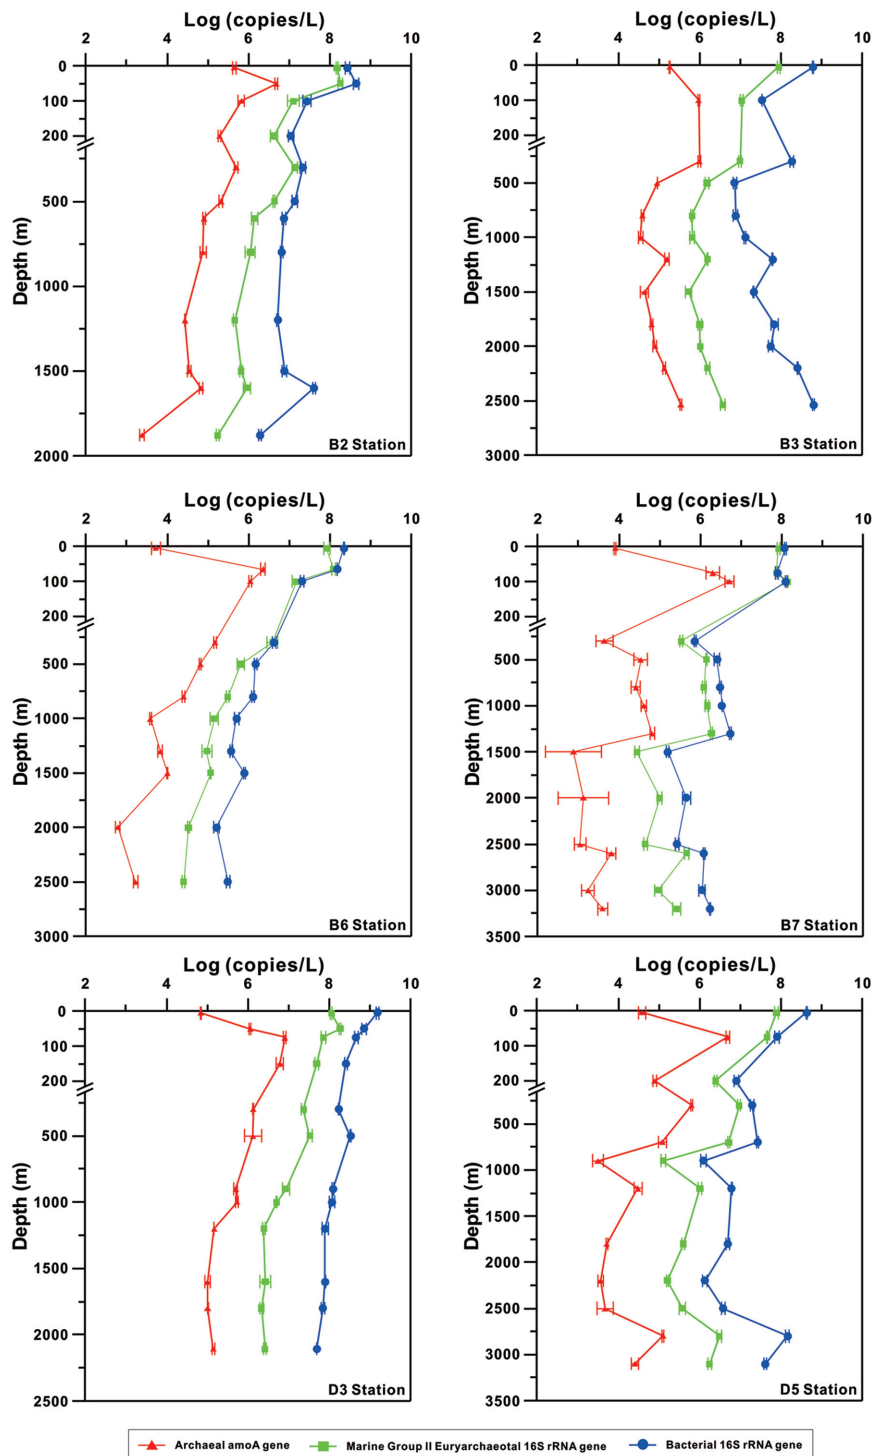 Log (copies/L)
2 4 6 8 10
0
100
200
500
1000
1500
2000
Depth (m)
B2 Station
Log (copies/L)
2 4 6 8 10
0
100
200
500
1000
1500
2000
2500
3000
Depth (m)
B3 Station
Log (copies/L)
2 4 6 8 10
0
100
200
500
1000
1500
2000
2500
3000
Depth (m)
B6 Station
Log (copies/L)
2 4 6 8 10
0
100
200
500
1000
1500
2000
2500
3000
3500
Depth (m)
B7 Station
Log (copies/L)
2 4 6 8 10
0
100
200
500
1000
1500
2000
2500
Depth (m)
D3 Station
Log (copies/L)
2 4 6 8 10
0
100
200
500
1000
1500
2000
2500
3000
3500
Depth (m)
D5 Station
Archaeal amoA gene Marine Group II Euryarchaeotal 16S rRNA gene Bacterial 16S rRNA gene